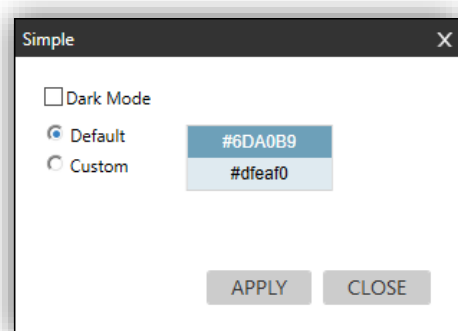 Simple X
Dark Mode
Default
#6DA0B9
Custom
#dfeaf0
APPLY CLOSE